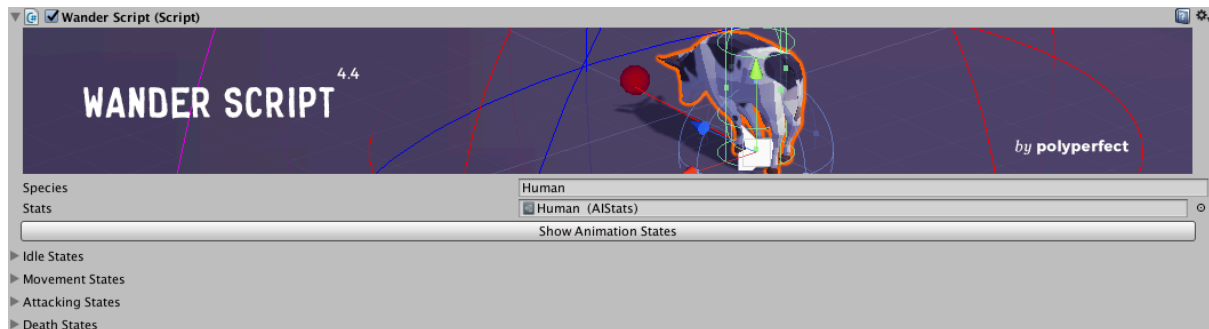 Wander Script (Script)
WANDER SCRIPT 4.4
by polyperfect
Species Human
Stats Human (AIStats)
Show Animation States
Idle States
Movement States
Attacking States
Death States